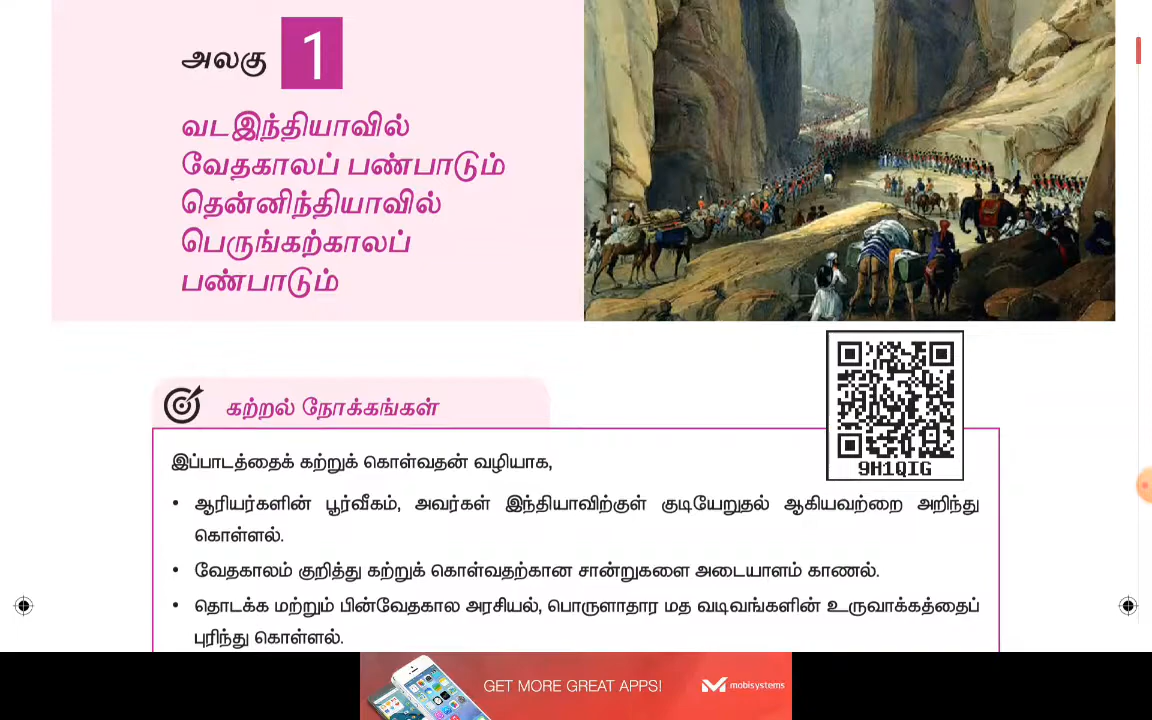 அலகு 1
வடஇந்தியாவில்
வேதகாலப் பண்பாடும்
தென்னிந்தியாவில்
பெருங்கற்காலப்
பண்பாடும்
9H1QIG
கற்றல் நோக்கங்கள்
இப்பாடத்தைக் கற்றுக் கொள்வதன் வழியாக,
• ஆரியர்களின் பூர்வீகம், அவர்கள் இந்தியாவிற்குள் குடியேறுதல் ஆகியவற்றை அறிந்து
கொள்ளல்.
• வேதகாலம் குறித்து கற்றுக் கொள்வதற்கான சான்றுகளை அடையாளம் காணல்.
• தொடக்க மற்றும் பின்வேதகால அரசியல், பொருளாதார மத வடிவங்களின் உருவாக்கத்தைப்
புரிந்து கொள்ளல்.
GET MORE GREAT APPS!
mobisystems